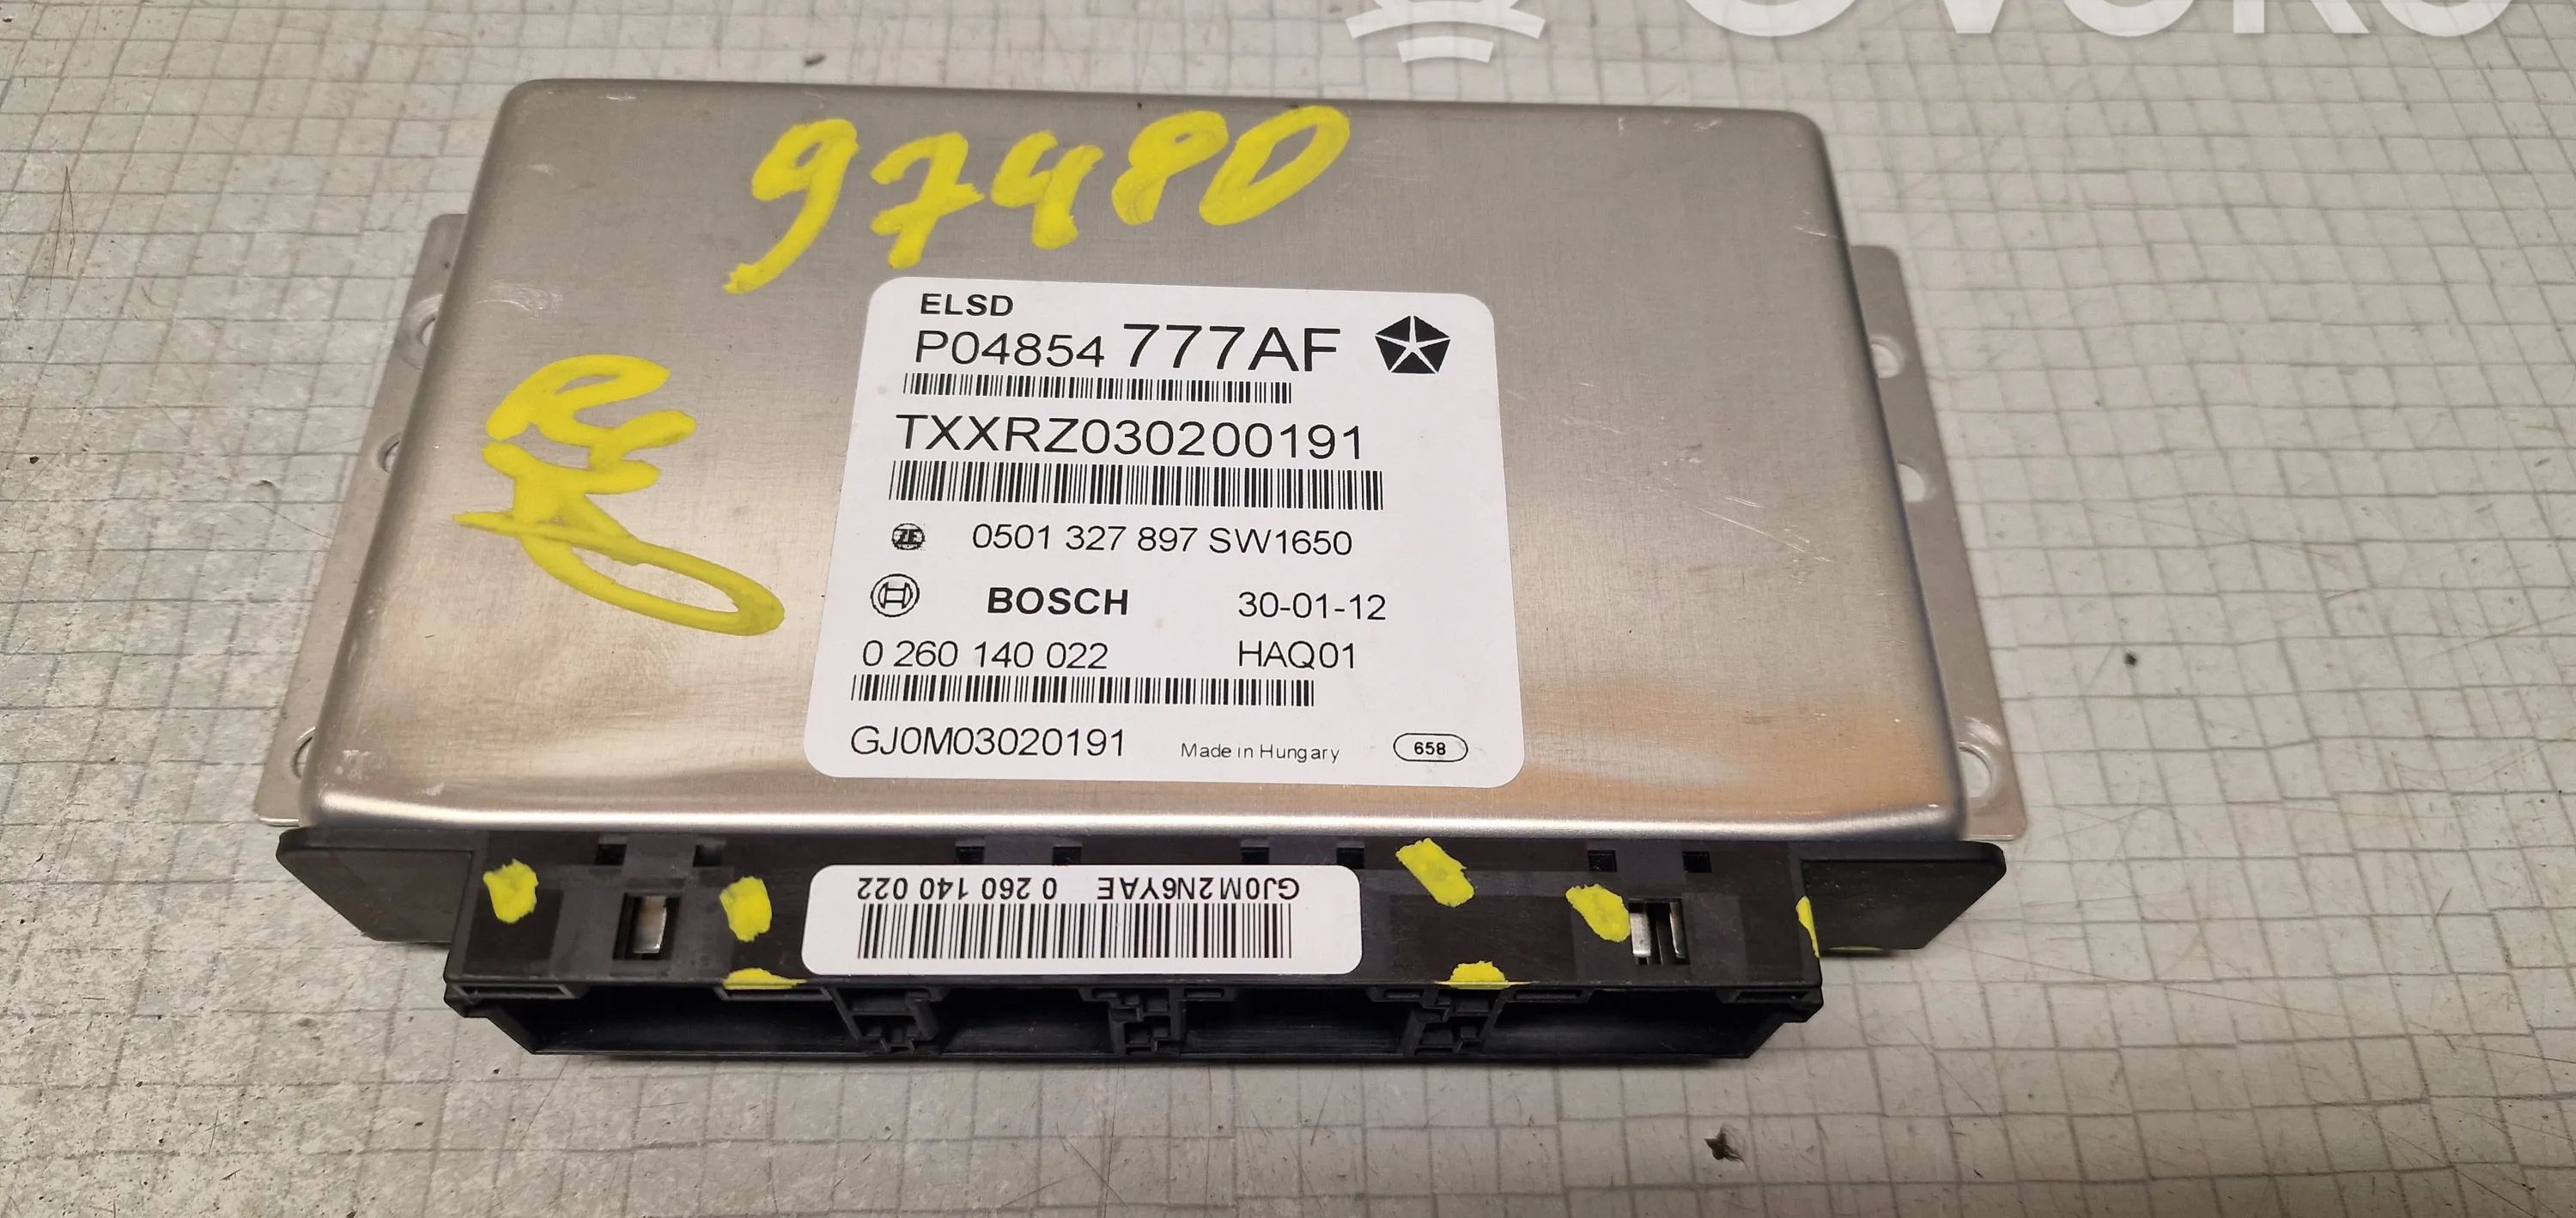 97480
ELSD
P04854 777AF
TXXRZ030200191
ZF 0501 327 897 SW1650
BOSCH 30-01-12
0 260 140 022 HAQ01
GJ0M03020191 Made in Hungary 658
GJ0M2N6YAE 0 260 140 022